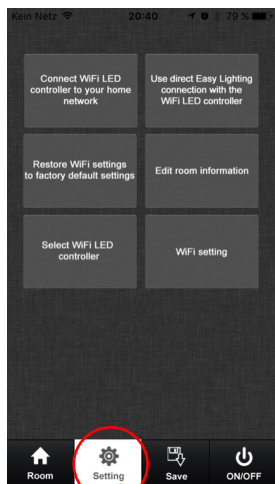 Kein Netz 20:40 79 %
Connect WiFi LED
controller to your home
network
Use direct Easy Lighting
connection with the
WiFi LED controller
Restore WiFi settings
to factory default settings
Edit room information
Select WiFi LED
controller
WiFi setting
Room Setting Save ON/OFF